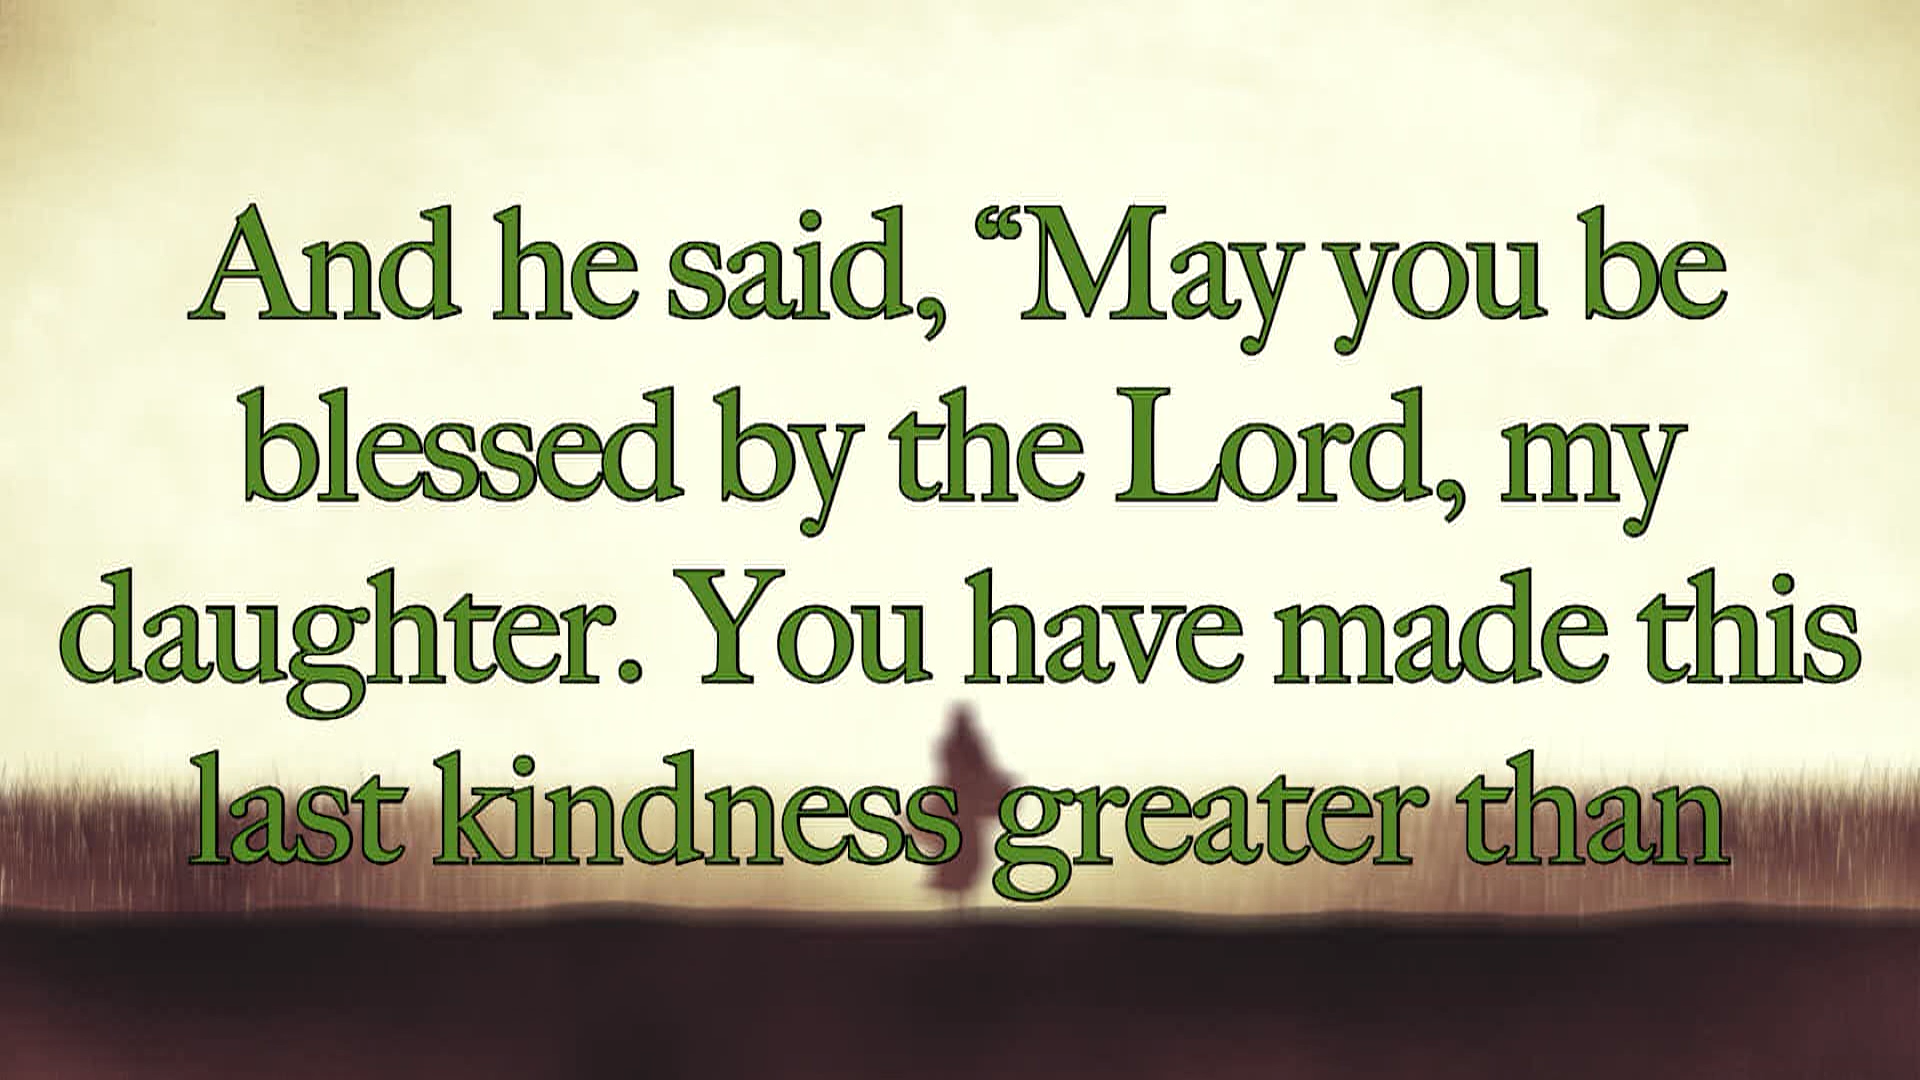 And he said, “May you be
blessed by the Lord, my
daughter. You have made this
last kindness greater than